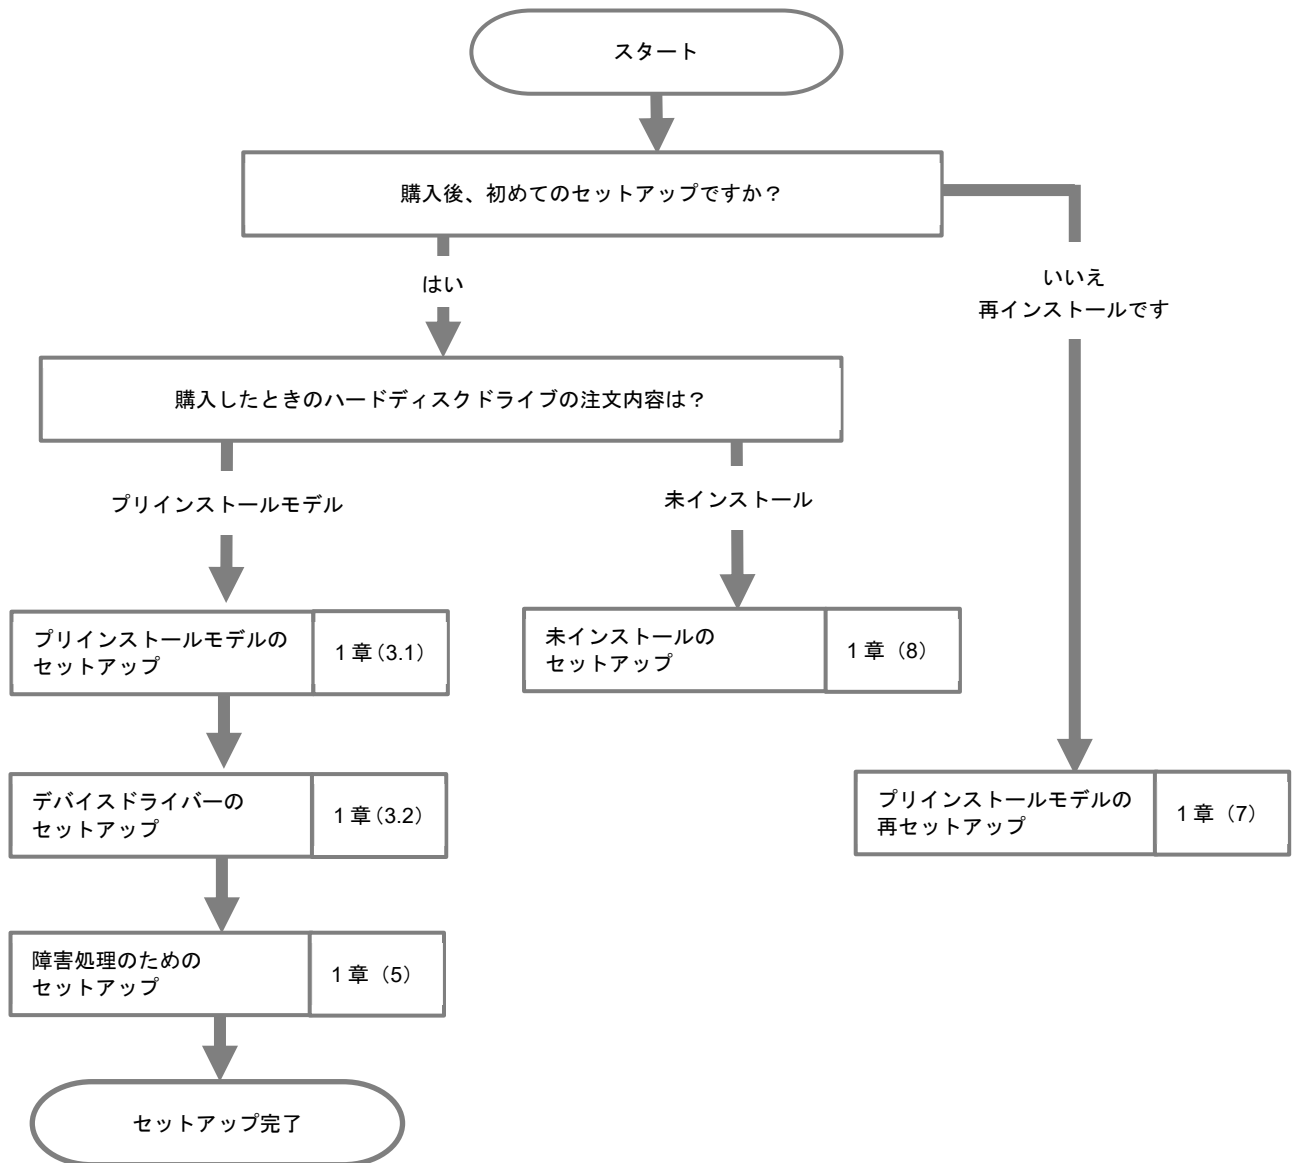 スタート
購入後、初めてのセットアップですか？
はい
いいえ
再インストールです
購入したときのハードディスクドライブの注文内容は？
プリインストールモデル
未インストール
プリインストールモデルの
セットアップ
1 章（3.1）
未インストールの
セットアップ
1 章（8）
デバイスドライバーの
セットアップ
1 章（3.2）
プリインストールモデルの
再セットアップ
1 章（7）
障害処理のための
セットアップ
1 章（5）
セットアップ完了